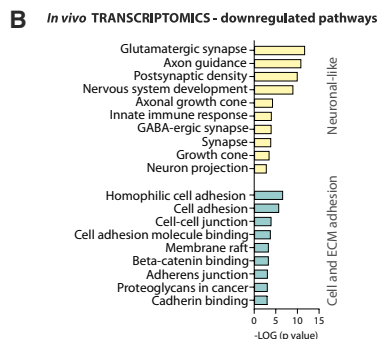 B In vivo TRANSCRIPTOMICS - downregulated pathways
Glutamatergic synapse
Axon guidance
Postsynaptic density
Nervous system development
Axonal growth cone
Innate immune response
GABA-ergic synapse
Synapse
Growth cone
Neuron projection
Neuronal-like
Homophilic cell adhesion
Cell adhesion
Cell-cell junction
Cell adhesion molecule binding
Membrane raft
Beta-catenin binding
Adherens junction
Proteoglycans in cancer
Cadherin binding
Cell and ECM adhesion
0 5 10 15
-LOG (p value)